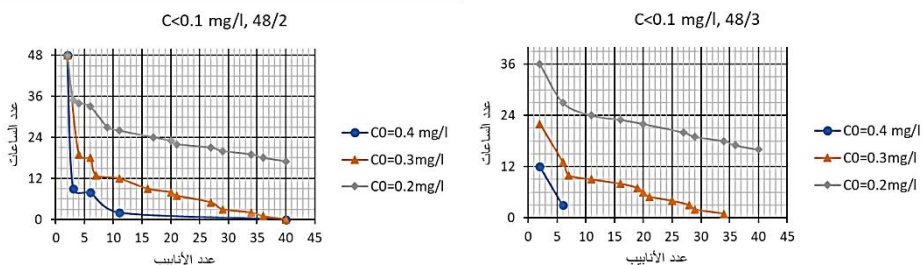 C<0.1 mg/l, 48/2
عدد الساعات
48
36
24
12
0
0 5 10 15 20 25 30 35 40 45
عدد الأنابيب
C0=0.4 mg/l
C0=0.3mg/l
C0=0.2mg/l
C<0.1 mg/l, 48/3
عدد الساعات
36
24
12
0
0 5 10 15 20 25 30 35 40 45
عدد الأنابيب
C0=0.4 mg/l
C0=0.3mg/l
C0=0.2mg/l